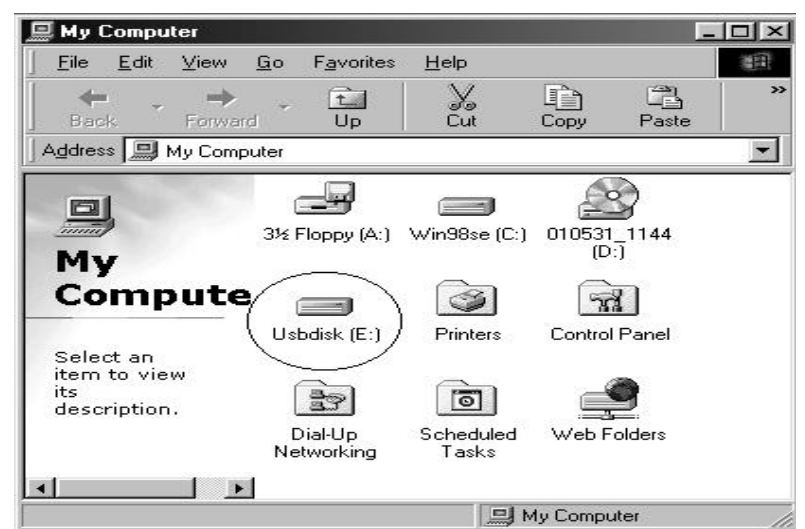 My Computer
File Edit View Go Favorites Help
Back Forward Up Cut Copy Paste »
Address My Computer
My
Compute
Select an
item to view
its
description.
3½ Floppy (A:) Win98se (C:) 010531_1144
(D:)
Usbdisk (E:) Printers Control Panel
Dial-Up
Networking
Scheduled
Tasks
Web Folders
My Computer